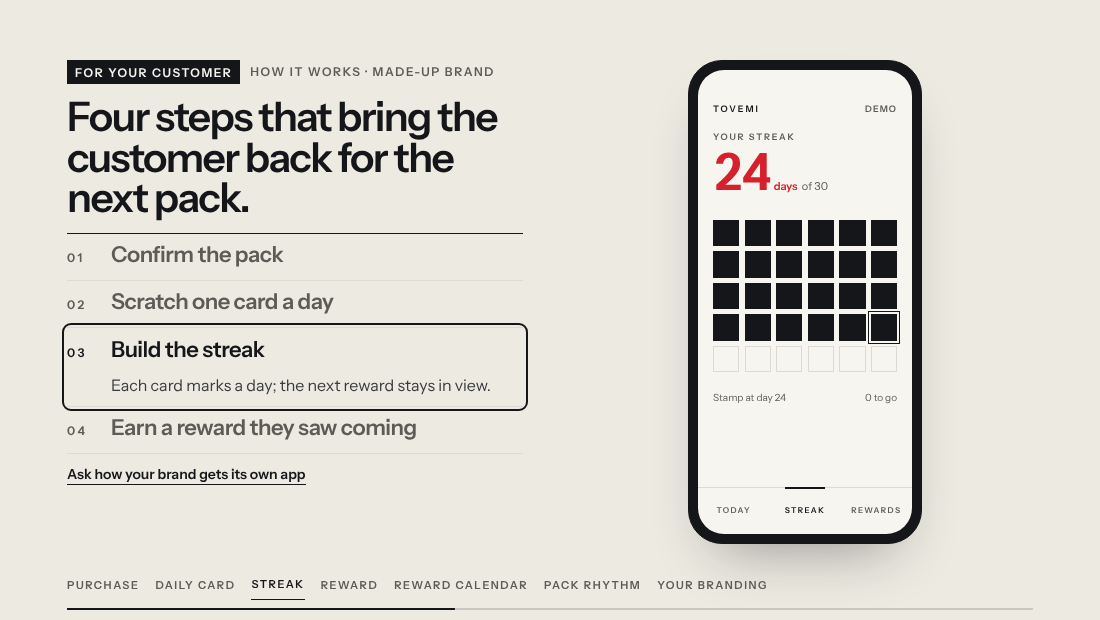 FOR YOUR CUSTOMER
HOW IT WORKS · MADE-UP BRAND
Four steps that bring the
customer back for the
next pack.
01 Confirm the pack
02 Scratch one card a day
03 Build the streak
Each card marks a day; the next reward stays in view.
04 Earn a reward they saw coming
Ask how your brand gets its own app
TOVEMI DEMO
YOUR STREAK
24 days of 30
Stamp at day 24 0 to go
TODAY STREAK REWARDS
PURCHASE DAILY CARD STREAK REWARD REWARD CALENDAR PACK RHYTHM YOUR BRANDING